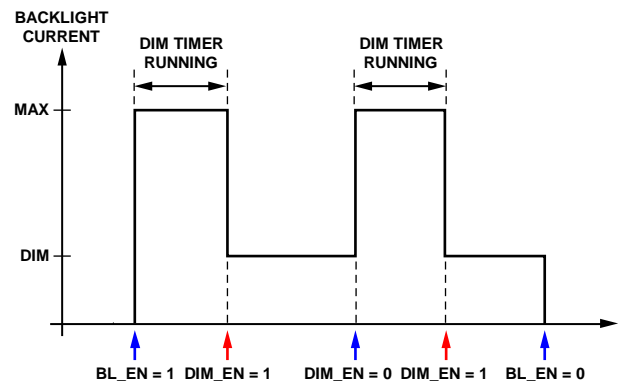 BACKLIGHT
CURRENT
DIM TIMER
RUNNING
DIM TIMER
RUNNING
MAX
DIM
BL_EN = 1
DIM_EN = 1
DIM_EN = 0
DIM_EN = 1
BL_EN = 0